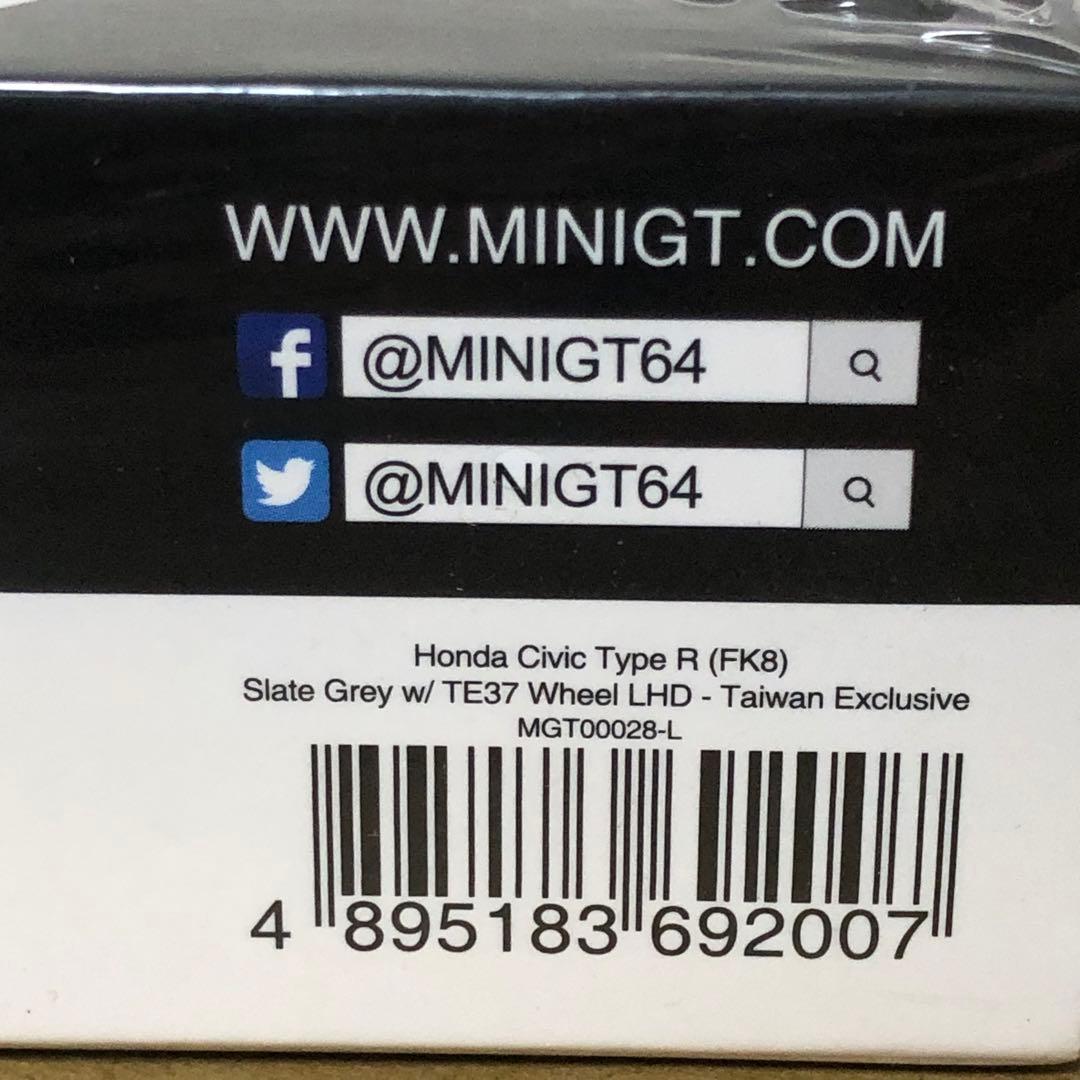 WWW.MINIGT.COM
@MINIGT64
@MINIGT64
Honda Civic Type R (FK8)
Slate Grey w/ TE37 Wheel LHD - Taiwan Exclusive
MGT00028-L
4 895183 692007